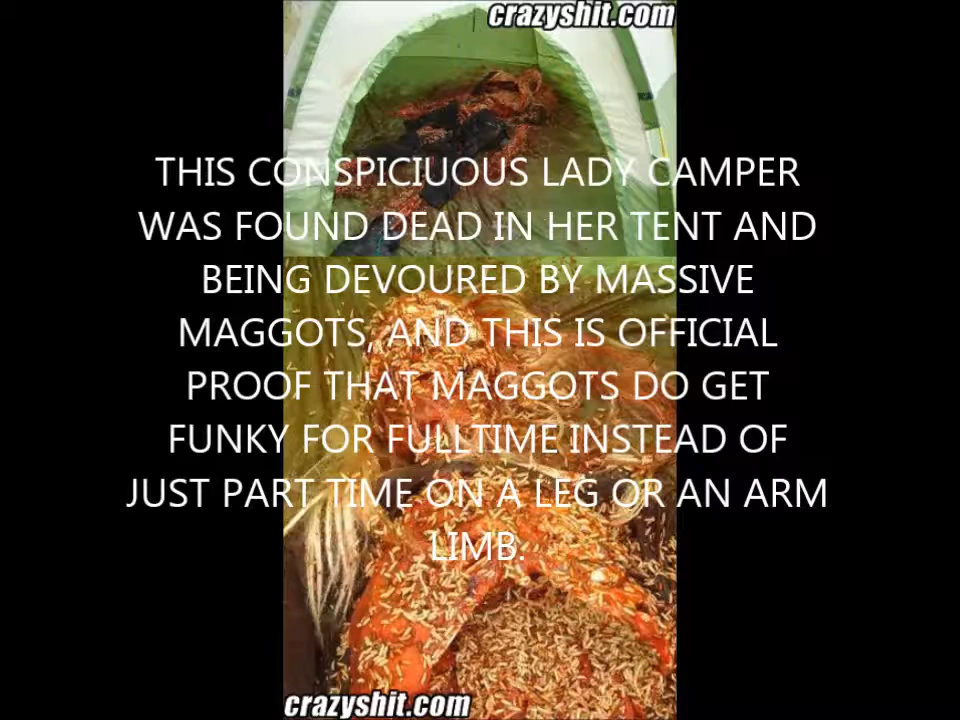 crazyshit.com
THIS CONSPICIUOUS LADY CAMPER
WAS FOUND DEAD IN HER TENT AND
BEING DEVOURED BY MASSIVE
MAGGOTS, AND THIS IS OFFICIAL
PROOF THAT MAGGOTS DO GET
FUNKY FOR FULLTIME INSTEAD OF
JUST PART TIME ON A LEG OR AN ARM
LIMB.
crazyshit.com